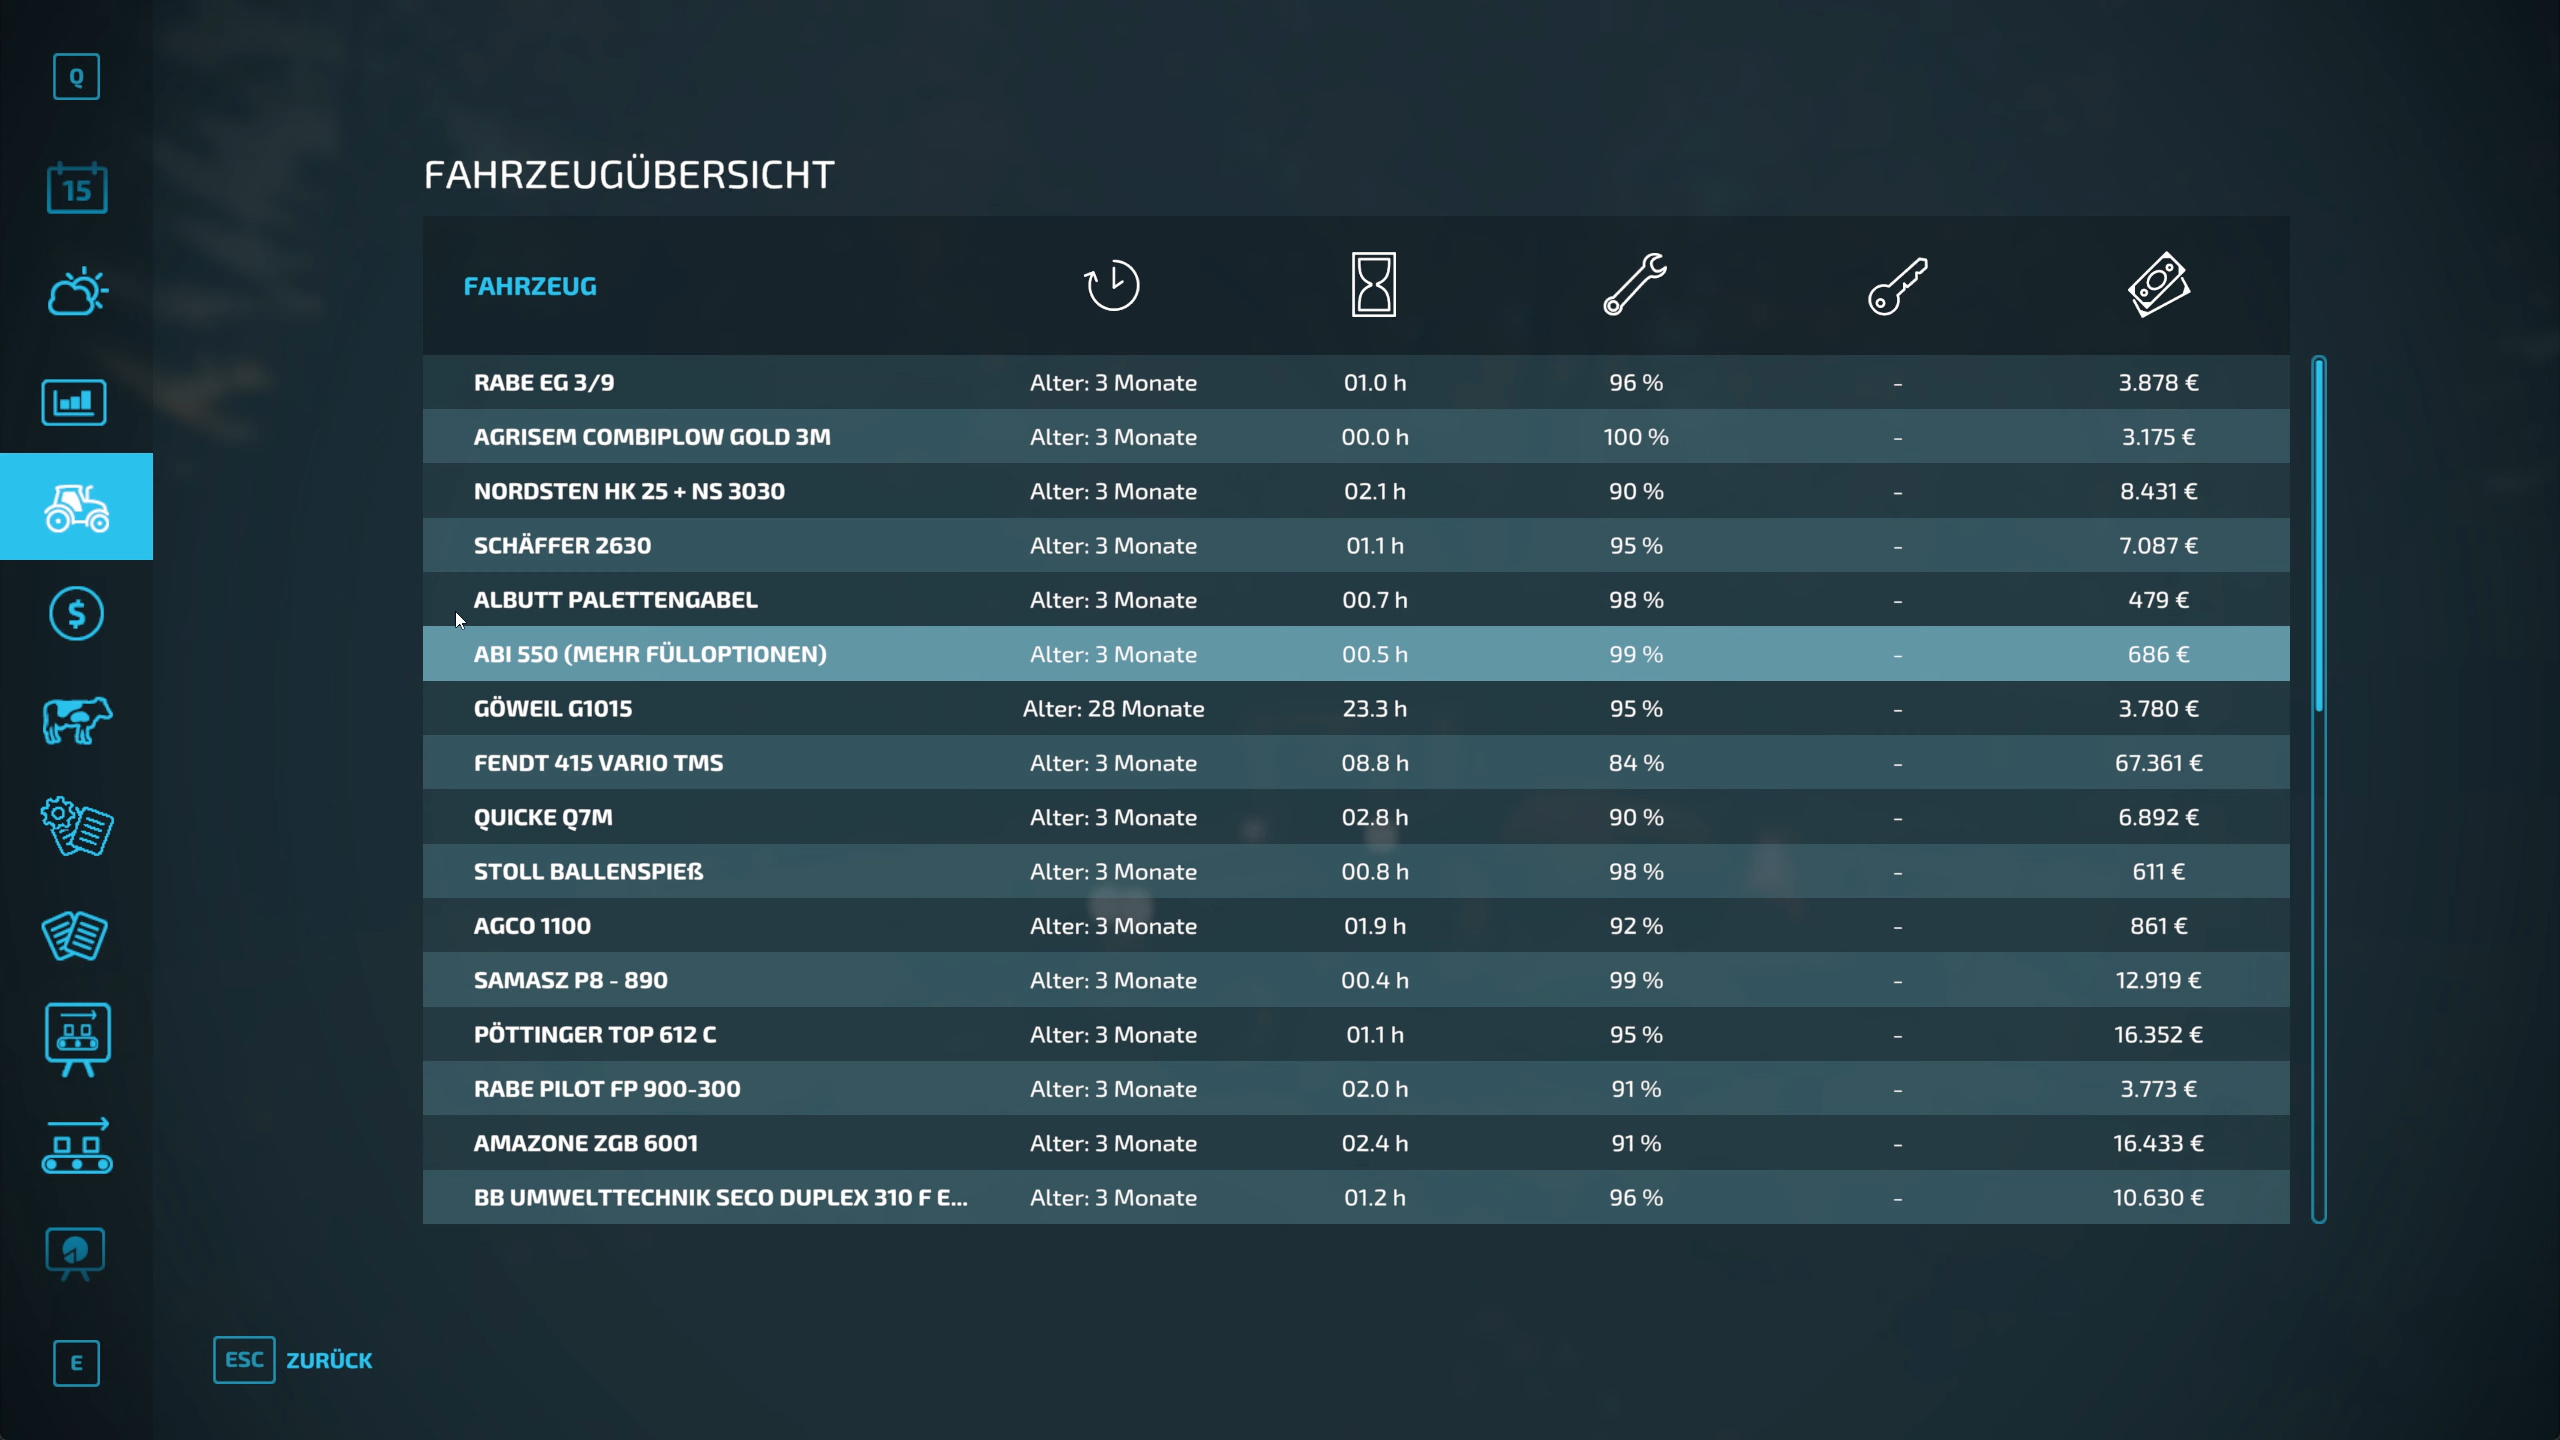 Q
15
FAHRZEUGÜBERSICHT
FAHRZEUG
RABE EG 3/9 Alter: 3 Monate 01.0 h 96 % - 3.878 €
AGRISEM COMBIPLOW GOLD 3M Alter: 3 Monate 00.0 h 100 % - 3.175 €
NORDSTEN HK 25 + NS 3030 Alter: 3 Monate 02.1 h 90 % - 8.431 €
SCHÄFFER 2630 Alter: 3 Monate 01.1 h 95 % - 7.087 €
ALBUTT PALETTENGABEL Alter: 3 Monate 00.7 h 98 % - 479 €
ABI 550 (MEHR FÜLLOPTIONEN) Alter: 3 Monate 00.5 h 99 % - 686 €
GÖWEIL G1015 Alter: 28 Monate 23.3 h 95 % - 3.780 €
FENDT 415 VARIO TMS Alter: 3 Monate 08.8 h 84 % - 67.361 €
QUICKE Q7M Alter: 3 Monate 02.8 h 90 % - 6.892 €
STOLL BALLENSPIEß Alter: 3 Monate 00.8 h 98 % - 611 €
AGCO 1100 Alter: 3 Monate 01.9 h 92 % - 861 €
SAMASZ P8 - 890 Alter: 3 Monate 00.4 h 99 % - 12.919 €
PÖTTINGER TOP 612 C Alter: 3 Monate 01.1 h 95 % - 16.352 €
RABE PILOT FP 900-300 Alter: 3 Monate 02.0 h 91 % - 3.773 €
AMAZONE ZGB 6001 Alter: 3 Monate 02.4 h 91 % - 16.433 €
BB UMWELTTECHNIK SECO DUPLEX 310 F E... Alter: 3 Monate 01.2 h 96 % - 10.630 €
$
E
ESC ZURÜCK